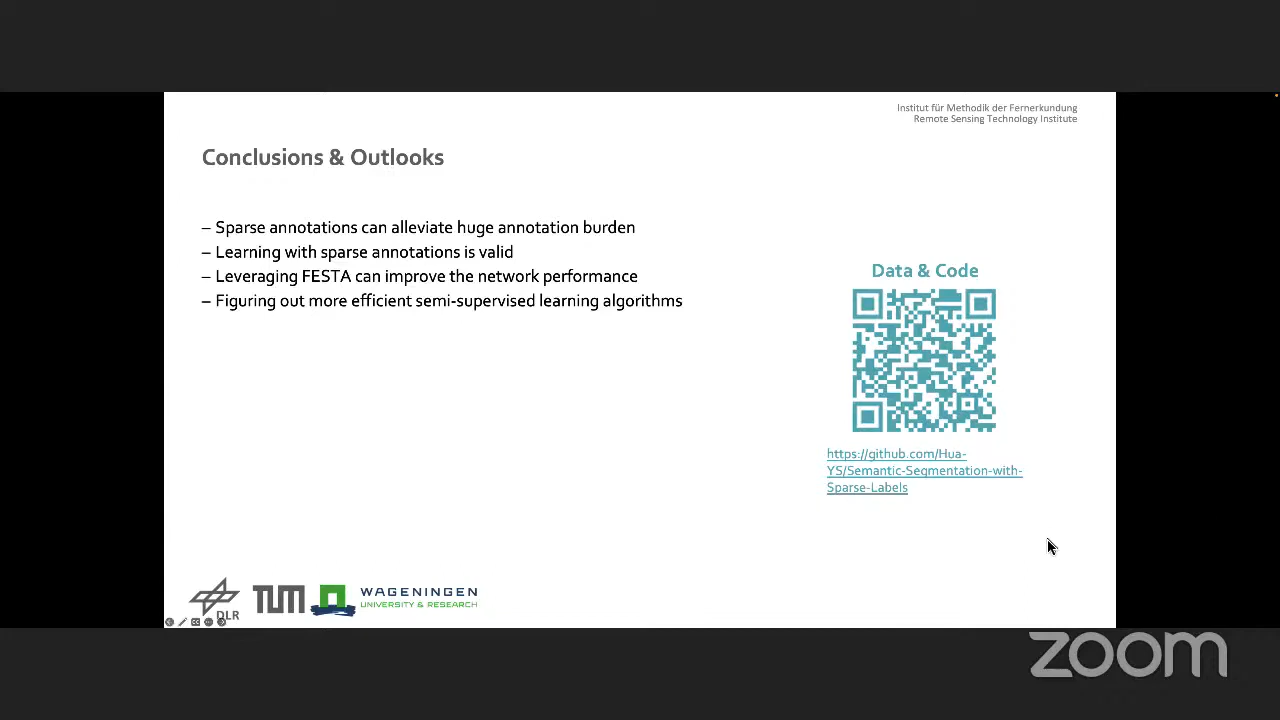 Institut für Methodik der Fernerkundung
Remote Sensing Technology Institute
Conclusions & Outlooks
– Sparse annotations can alleviate huge annotation burden
– Learning with sparse annotations is valid
– Leveraging FESTA can improve the network performance
– Figuring out more efficient semi-supervised learning algorithms
Data & Code
https://github.com/Hua-
YS/Semantic-Segmentation-with-
Sparse-Labels
DLR
TUM
WAGENINGEN
UNIVERSITY & RESEARCH
zoom